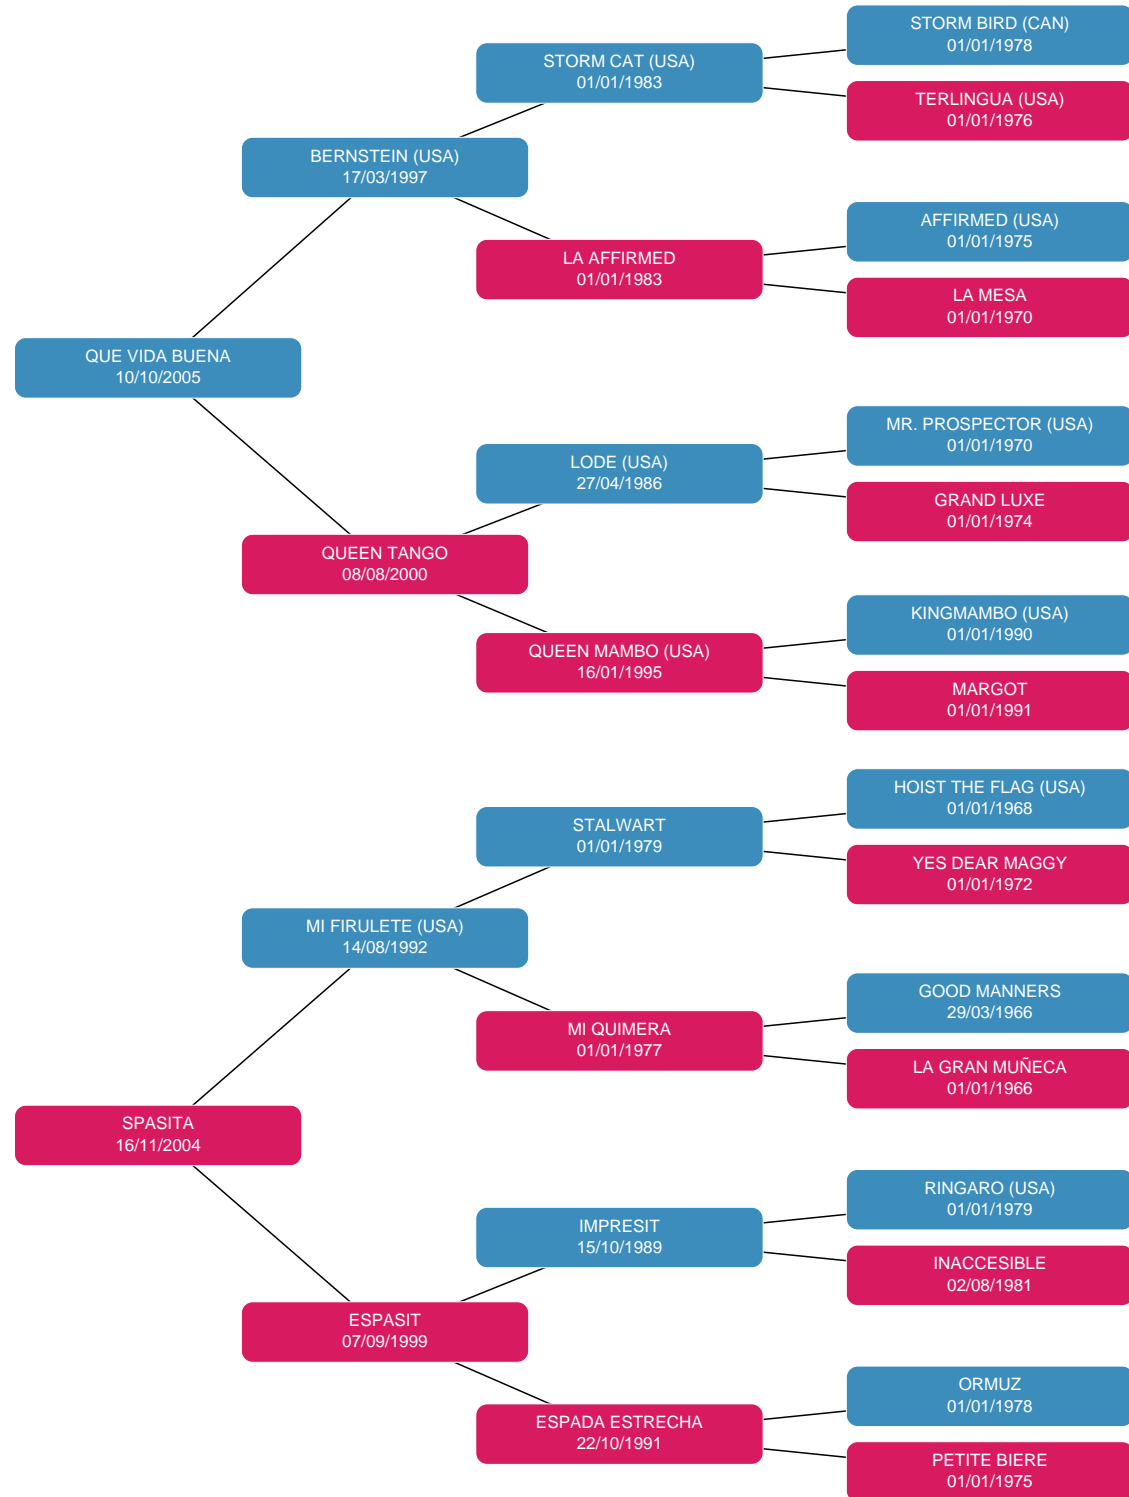 STORM BIRD (CAN)
01/01/1978
STORM CAT (USA)
01/01/1983
TERLINGUA (USA)
01/01/1976
BERNSTEIN (USA)
17/03/1997
AFFIRMED (USA)
01/01/1975
LA AFFIRMED
01/01/1983
LA MESA
01/01/1970
QUE VIDA BUENA
10/10/2005
MR. PROSPECTOR (USA)
01/01/1970
LODE (USA)
27/04/1986
GRAND LUXE
01/01/1974
QUEEN TANGO
08/08/2000
KINGMAMBO (USA)
01/01/1990
QUEEN MAMBO (USA)
16/01/1995
MARGOT
01/01/1991
HOIST THE FLAG (USA)
01/01/1968
STALWART
01/01/1979
YES DEAR MAGGY
01/01/1972
MI FIRULETE (USA)
14/08/1992
GOOD MANNERS
29/03/1966
MI QUIMERA
01/01/1977
LA GRAN MUÑECA
01/01/1966
SPASITA
16/11/2004
RINGARO (USA)
01/01/1979
IMPRESIT
15/10/1989
INACCESIBLE
02/08/1981
ESPASIT
07/09/1999
ORMUZ
01/01/1978
ESPADA ESTRECHA
22/10/1991
PETITE BIERE
01/01/1975